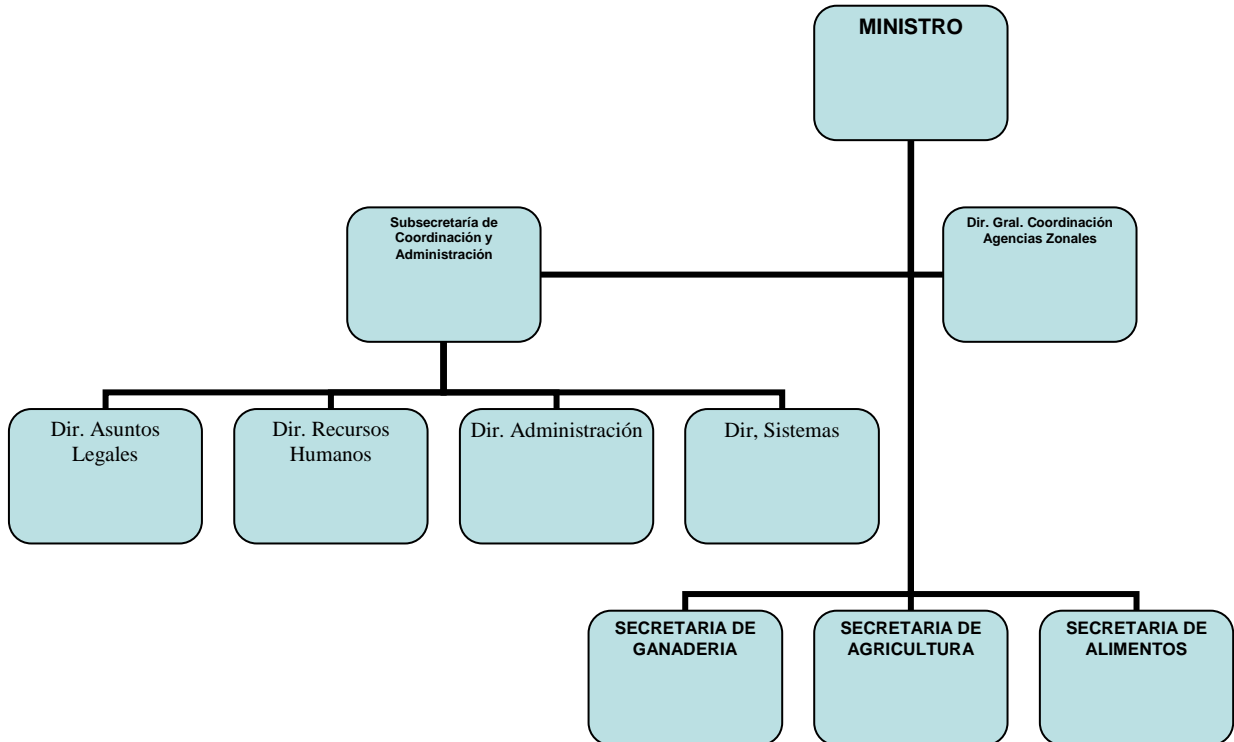 MINISTRO
Subsecretaría de
Coordinación y
Administración
Dir. Gral. Coordinación
Agencias Zonales
Dir. Asuntos
Legales
Dir. Recursos
Humanos
Dir. Administración
Dir, Sistemas
SECRETARIA DE
GANADERIA
SECRETARIA DE
AGRICULTURA
SECRETARIA DE
ALIMENTOS